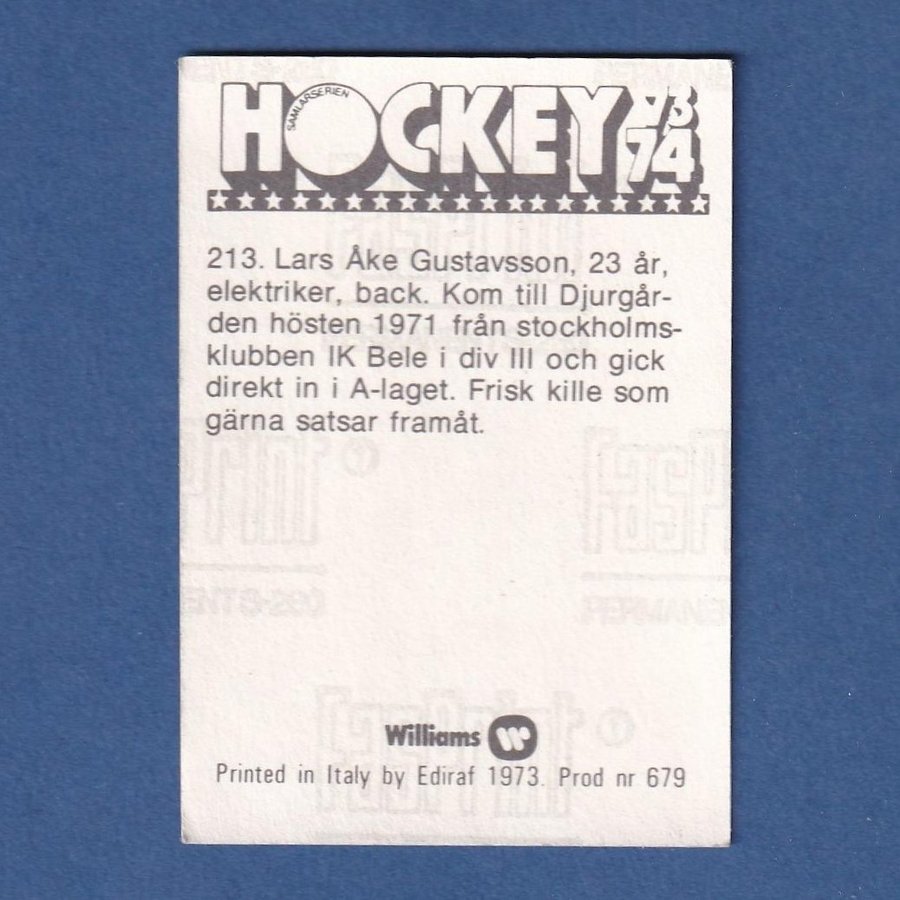 HOCKEY 73
SAMLARSERIEN
74
213. Lars Åke Gustavsson, 23 år,
elektriker, back. Kom till Djurgår-
den hösten 1971 från stockholms-
klubben IK Bele i div III och gick
direkt in i A-laget. Frisk kille som
gärna satsar framåt.
Williams
Printed in Italy by Ediraf 1973. Prod nr 679